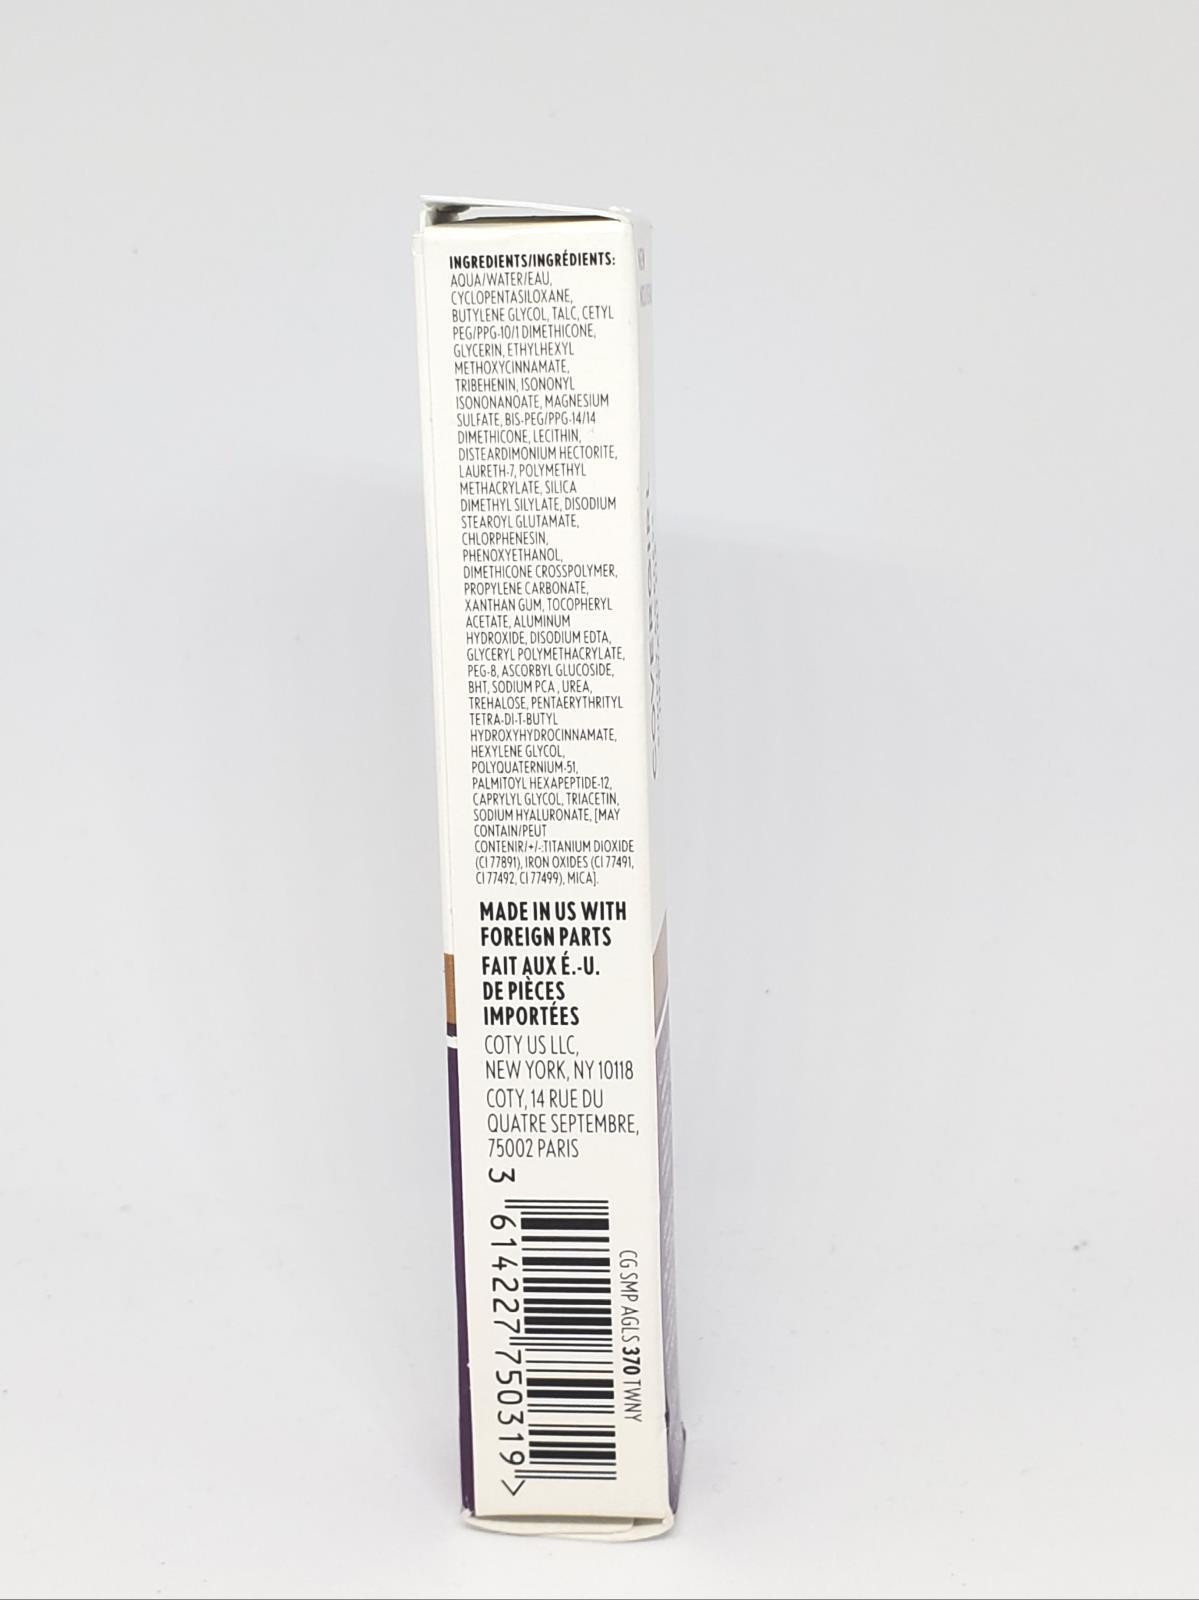 INGREDIENTS/INGRÉDIENTS:
AQUA/WATER/EAU,
CYCLOPENTASILOXANE,
BUTYLENE GLYCOL, TALC, CETYL
PEG/PPG-10/1 DIMETHICONE,
GLYCERIN, ETHYLHEXYL
METHOXYCINNAMATE,
TRIBEHENIN, ISONONYL
ISONONANOATE, MAGNESIUM
SULFATE, BIS-PEG/PPG-14/14
DIMETHICONE, LECITHIN,
DISTEARDIMONIUM HECTORITE,
LAURETH-7, POLYMETHYL
METHACRYLATE, SILICA
DIMETHYL SILYLATE, DISODIUM
STEAROYL GLUTAMATE,
CHLORPHENESIN,
PHENOXYETHANOL,
DIMETHICONE CROSSPOLYMER,
PROPYLENE CARBONATE,
XANTHAN GUM, TOCOPHERYL
ACETATE, ALUMINUM
HYDROXIDE, DISODIUM EDTA,
GLYCERYL POLYMETHACRYLATE,
PEG-8, ASCORBYL GLUCOSIDE,
BHT, SODIUM PCA, UREA,
TREHALOSE, PENTAERYTHRITYL
TETRA-DI-T-BUTYL
HYDROXYHYDROCINNAMATE,
HEXYLENE GLYCOL,
POLYQUATERNIUM-51,
PALMITOYL HEXAPEPTIDE-12,
CAPRYLYL GLYCOL, TRIACETIN,
SODIUM HYALURONATE, [MAY
CONTAIN/PEUT
CONTENIR/+/-:TITANIUM DIOXIDE
(CI 77891), IRON OXIDES (CI 77491,
CI 77492, CI 77499), MICA].
MADE IN US WITH
FOREIGN PARTS
FAIT AUX É.-U.
DE PIÈCES
IMPORTÉES
COTY US LLC,
NEW YORK, NY 10118
COTY, 14 RUE DU
QUATRE SEPTEMBRE,
75002 PARIS
3 614227 750319 >
CG SMP AGLS 370 TWNY
COVERGIRL